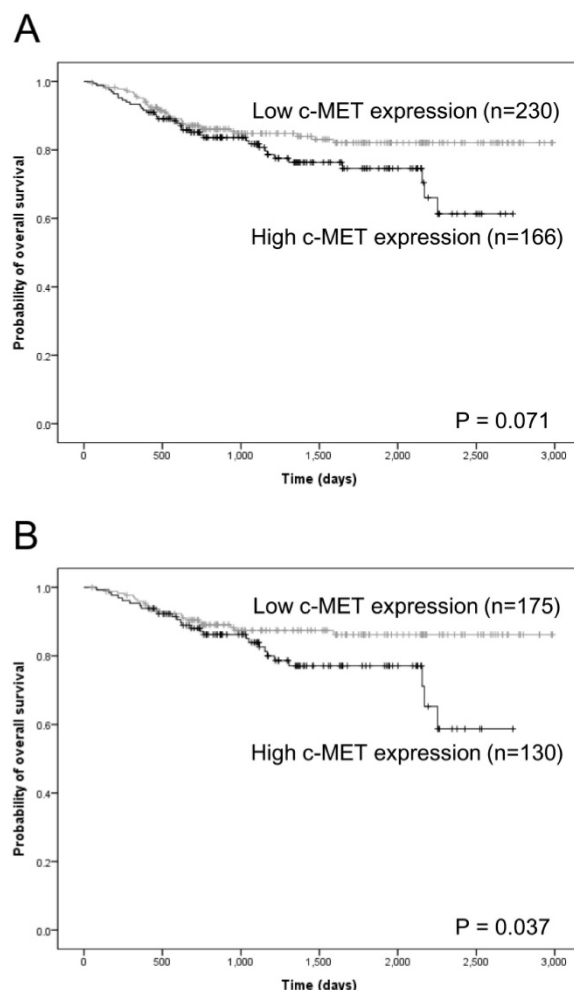 A
Probability of overall survival
1.0
0.8
0.6
0.4
0.2
0.0
Low c-MET expression (n=230)
High c-MET expression (n=166)
P = 0.071
0 500 1,000 1,500 2,000 2,500 3,000
Time (days)
B
Probability of overall survival
1.0
0.8
0.6
0.4
0.2
0.0
Low c-MET expression (n=175)
High c-MET expression (n=130)
P = 0.037
0 500 1,000 1,500 2,000 2,500 3,000
Time (days)